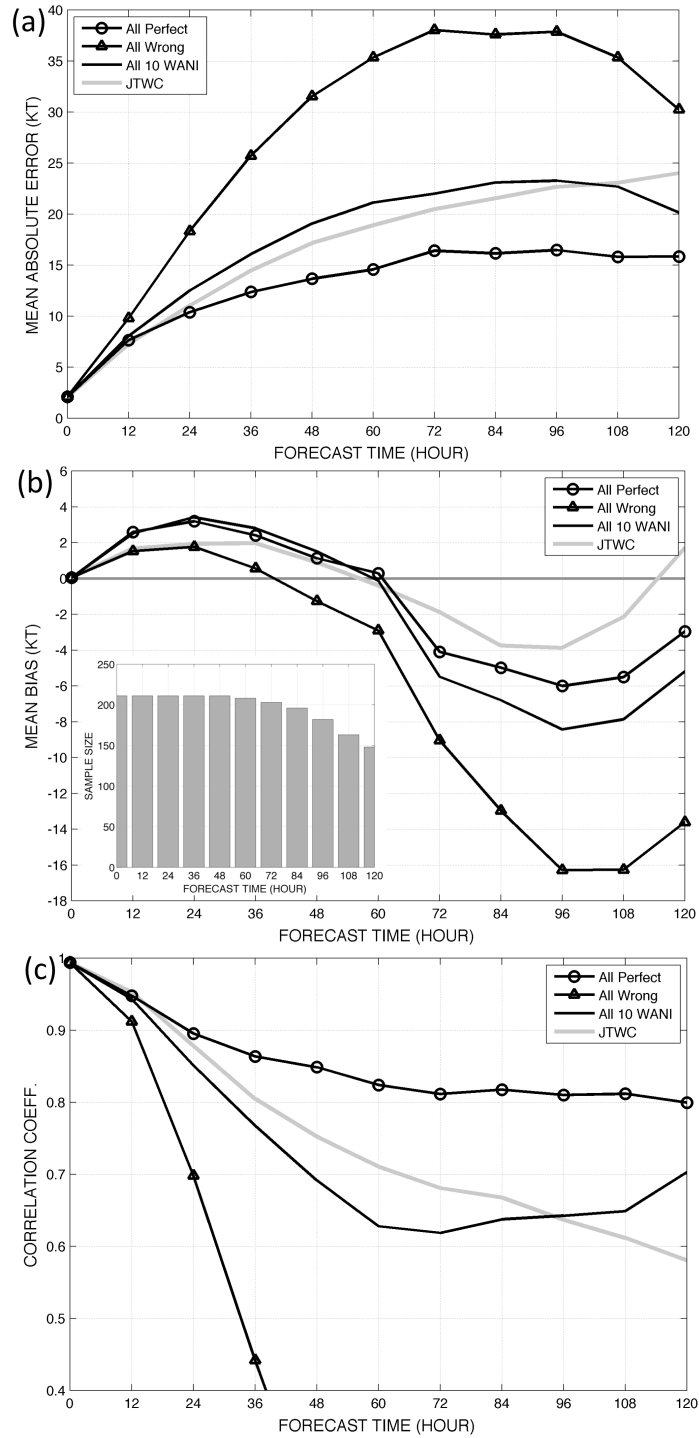 (a)
All Perfect
All Wrong
All 10 WANI
JTWC
MEAN ABSOLUTE ERROR (KT)
40
35
30
25
20
15
10
5
0
0 12 24 36 48 60 72 84 96 108 120
FORECAST TIME (HOUR)
(b)
All Perfect
All Wrong
All 10 WANI
JTWC
MEAN BIAS (KT)
6
4
2
0
-2
-4
-6
-8
-10
-12
-14
-16
-18
SAMPLE SIZE
250
200
150
100
50
0
0 12 24 36 48 60 72 84 96 108 120
FORECAST TIME (HOUR)
0 12 24 36 48 60 72 84 96 108 120
FORECAST TIME (HOUR)
(c)
All Perfect
All Wrong
All 10 WANI
JTWC
CORRELATION COEFF.
1
0.9
0.8
0.7
0.6
0.5
0.4
0 12 24 36 48 60 72 84 96 108 120
FORECAST TIME (HOUR)